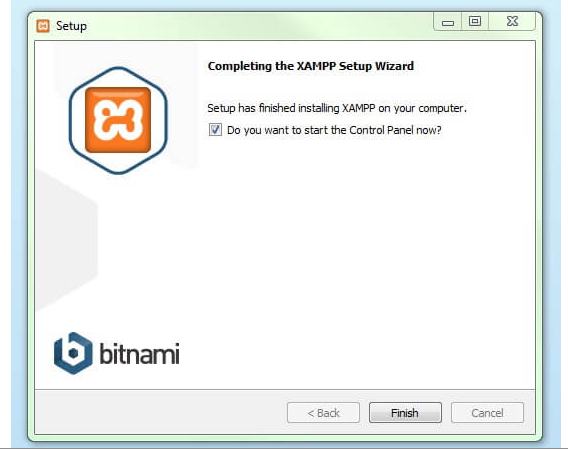 Setup
Completing the XAMPP Setup Wizard
Setup has finished installing XAMPP on your computer.
Do you want to start the Control Panel now?
bitnami
< Back
Finish
Cancel